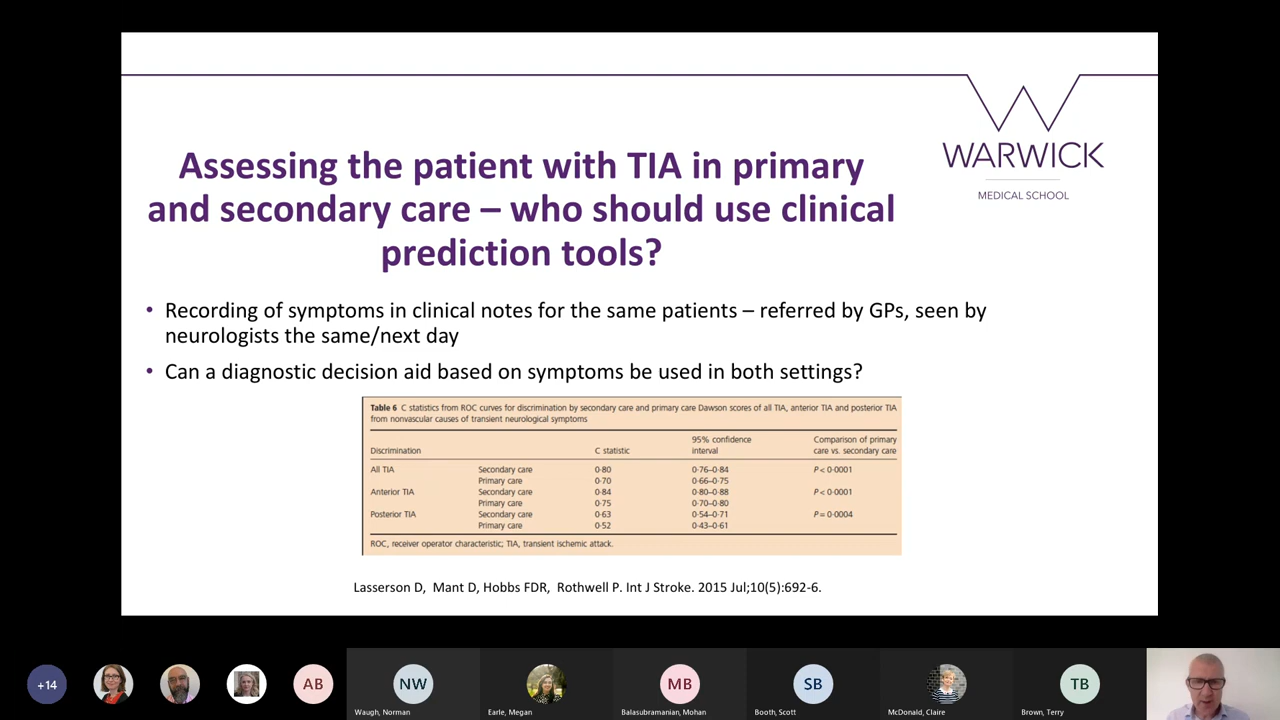 WARWICK
MEDICAL SCHOOL
Assessing the patient with TIA in primary
and secondary care – who should use clinical
prediction tools?
• Recording of symptoms in clinical notes for the same patients – referred by GPs, seen by
neurologists the same/next day
• Can a diagnostic decision aid based on symptoms be used in both settings?
Table 6 C statistics from ROC curves for discrimination by secondary care and primary care Dawson scores of all TIA, anterior TIA and posterior TIA
from nonvascular causes of transient neurological symptoms
Discrimination C statistic 95% confidence interval Comparison of primary care vs. secondary care
All TIA Secondary care 0·80 0·76–0·84 P < 0·0001
Primary care 0·70 0·66–0·75
Anterior TIA Secondary care 0·84 0·80–0·88 P < 0·0001
Primary care 0·75 0·70–0·80
Posterior TIA Secondary care 0·63 0·54–0·71 P = 0·0004
Primary care 0·52 0·43–0·61
ROC, receiver operator characteristic; TIA, transient ischemic attack.
Lasserson D, Mant D, Hobbs FDR, Rothwell P. Int J Stroke. 2015 Jul;10(5):692-6.
+14 AB NW MB SB TB
Waugh, Norman Earle, Megan Balasubramanian, Mohan Booth, Scott McDonald, Claire Brown, Terry